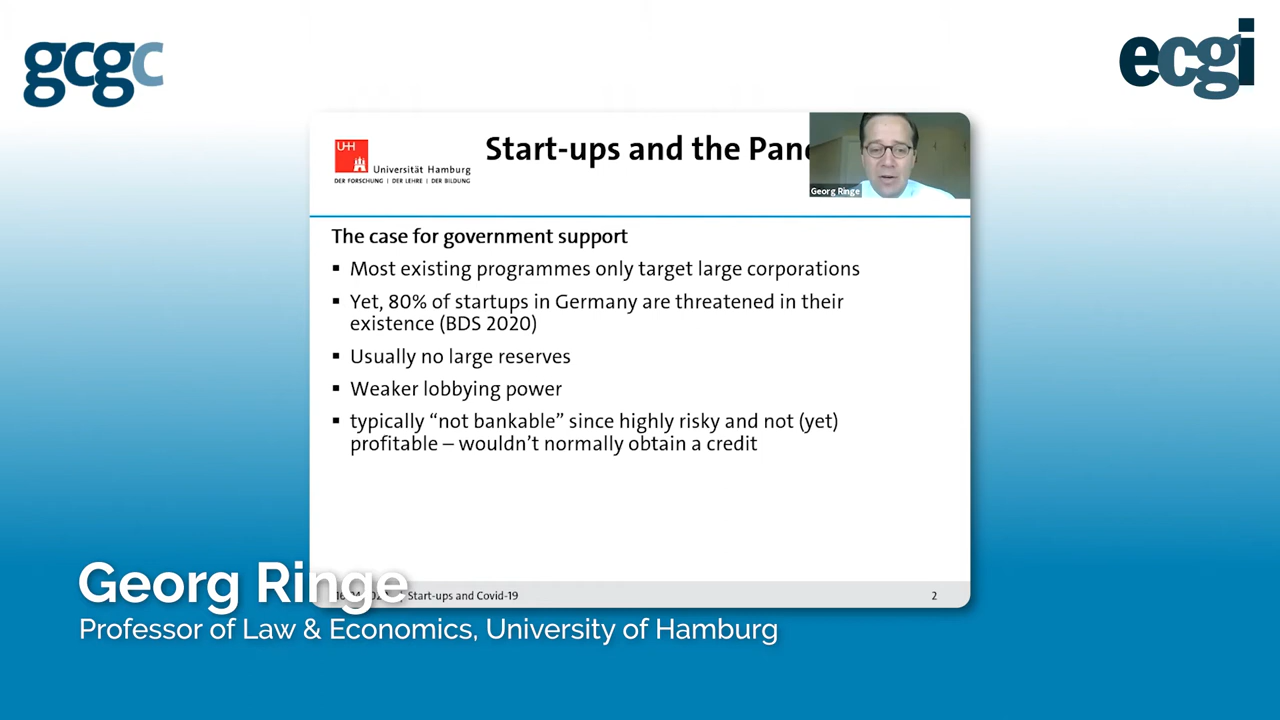 gcgc
ecgi
U-H
Universität Hamburg
DER FORSCHUNG | DER LEHRE | DER BILDUNG
Start-ups and the
Georg Ringe
The case for government support
▪ Most existing programmes only target large corporations
▪ Yet, 80% of startups in Germany are threatened in their
existence (BDS 2020)
▪ Usually no large reserves
▪ Weaker lobbying power
▪ typically “not bankable” since highly risky and not (yet)
profitable – wouldn’t normally obtain a credit
Start-ups and Covid-19
2
Georg Ringe
Professor of Law & Economics, University of Hamburg